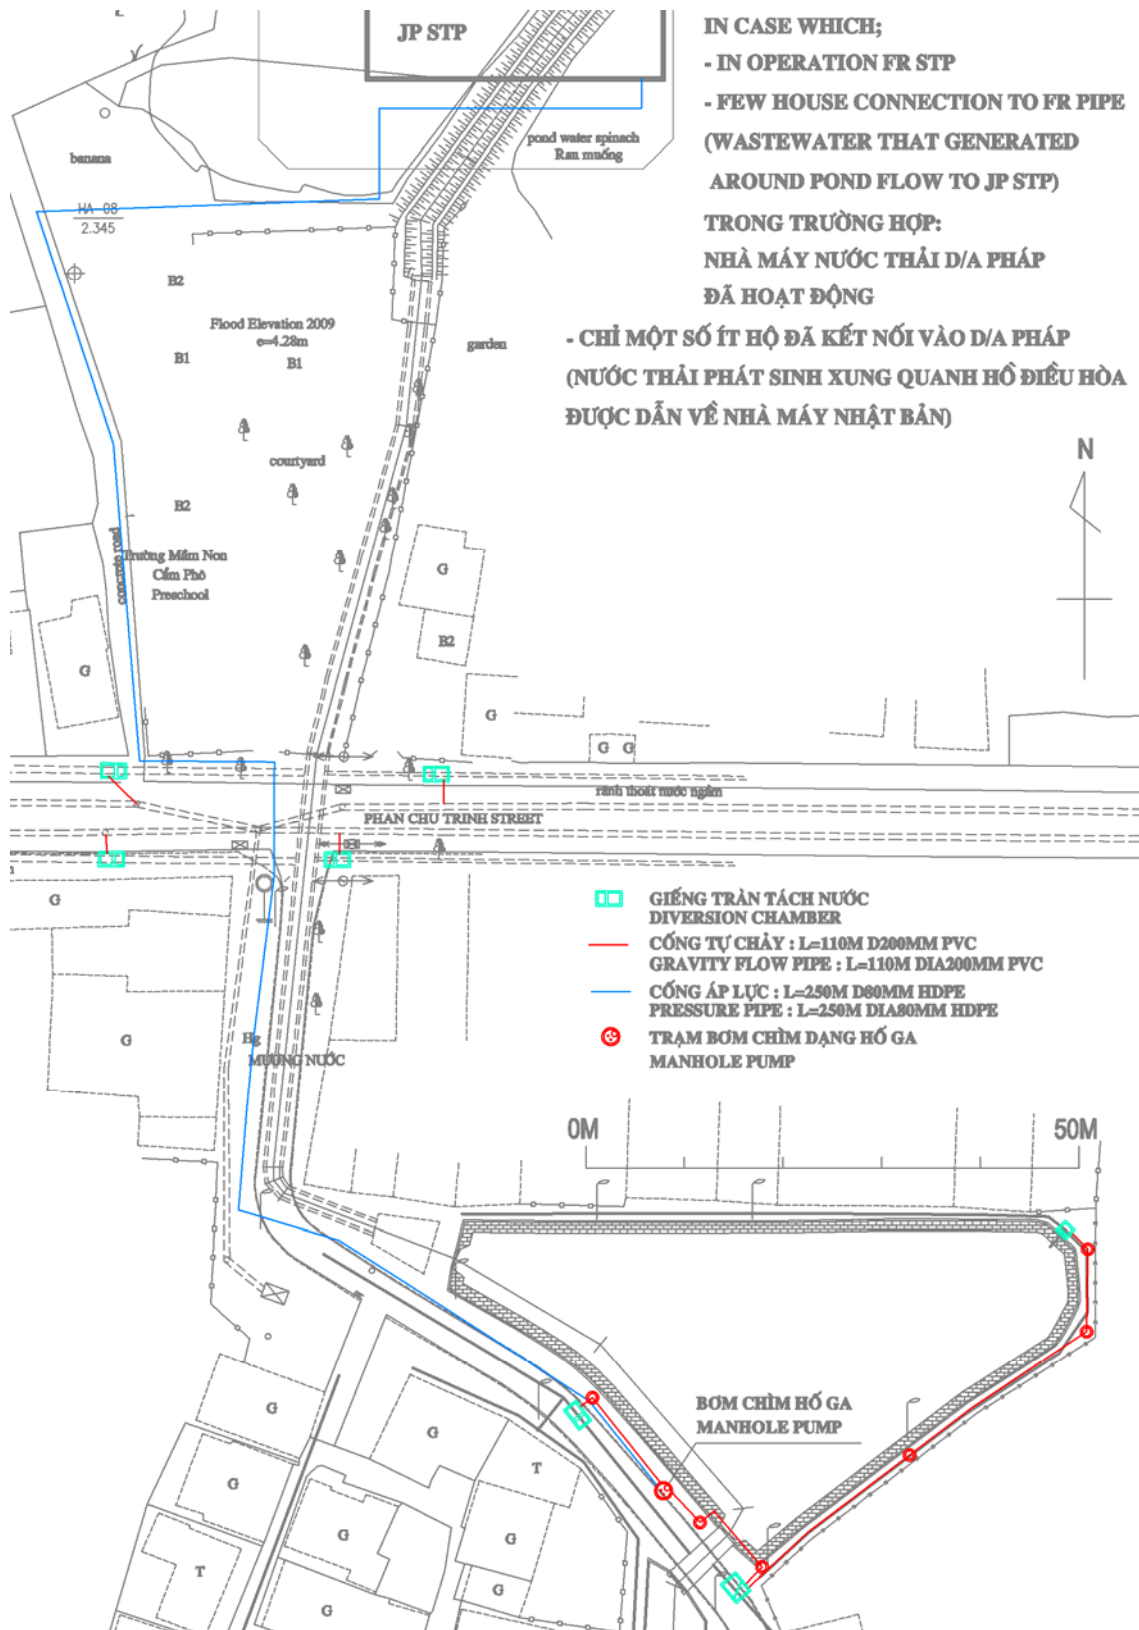 JP STP
IN CASE WHICH;
- IN OPERATION FR STP
- FEW HOUSE CONNECTION TO FR PIPE
(WASTEWATER THAT GENERATED
AROUND POND FLOW TO JP STP)
TRONG TRƯỜNG HỢP:
NHÀ MÁY NƯỚC THẢI D/A PHÁP
ĐÃ HOẠT ĐỘNG
- CHỈ MỘT SỐ ÍT HỘ ĐÃ KẾT NỐI VÀO D/A PHÁP
(NƯỚC THẢI PHÁT SINH XUNG QUANH HỒ ĐIỀU HÒA
ĐƯỢC DẪN VỀ NHÀ MÁY NHẬT BẢN)
pond water spinach
Rau muống
banana
HA-08
2.345
B2
Flood Elevation 2009
e=4.28m
B1
B1
garden
courtyard
N
B2
concrete road
Trường Mầm Non
Cẩm Phô
Preschool
G
B2
G
G
G
G
rãnh thoát nước ngầm
PHAN CHU TRINH STREET
G
GIẾNG TRÀN TÁCH NƯỚC
DIVERSION CHAMBER
CỐNG TỰ CHẢY : L=110M D200MM PVC
GRAVITY FLOW PIPE : L=110M DIA200MM PVC
CỐNG ÁP LỰC : L=250M D80MM HDPE
PRESSURE PIPE : L=250M DIA80MM HDPE
TRẠM BƠM CHÌM DẠNG HỐ GA
MANHOLE PUMP
G
Hg
MƯƠNG NƯỚC
0M
50M
BƠM CHÌM HỐ GA
MANHOLE PUMP
G
G
T
G
G
G
T
G
G